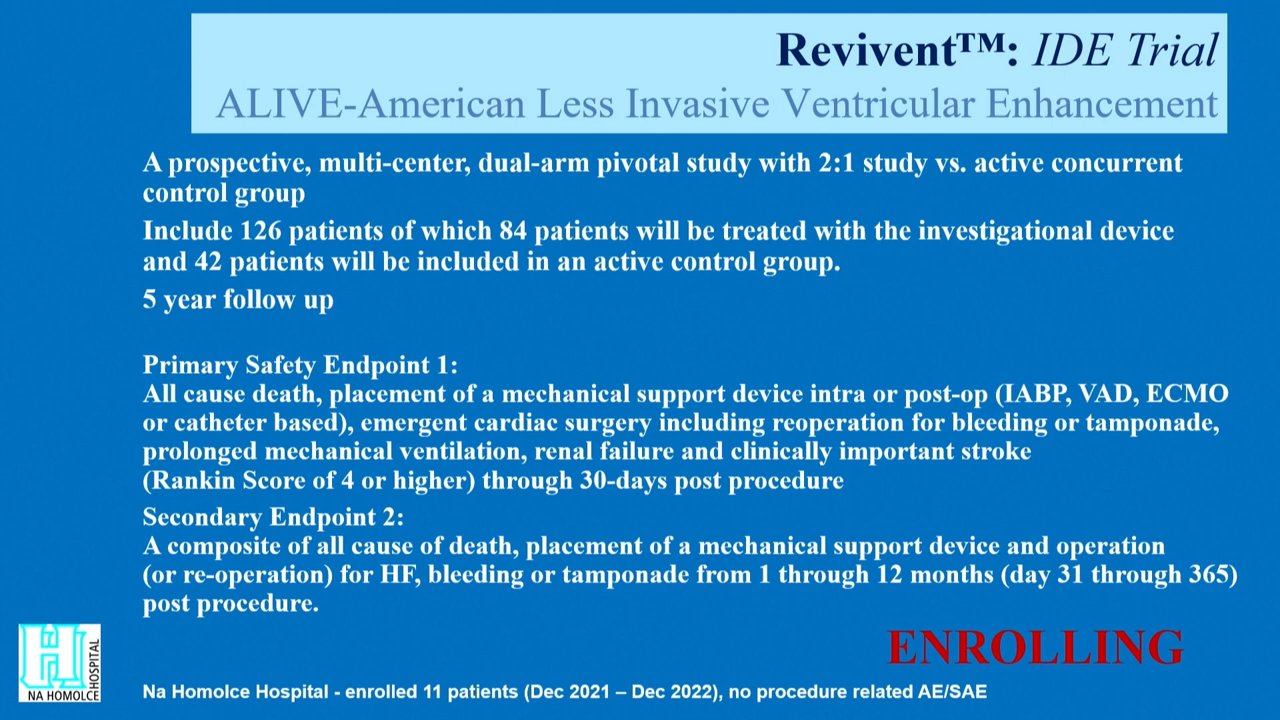 Revivent™: IDE Trial
ALIVE-American Less Invasive Ventricular Enhancement
A prospective, multi-center, dual-arm pivotal study with 2:1 study vs. active concurrent
control group
Include 126 patients of which 84 patients will be treated with the investigational device
and 42 patients will be included in an active control group.
5 year follow up
Primary Safety Endpoint 1:
All cause death, placement of a mechanical support device intra or post-op (IABP, VAD, ECMO
or catheter based), emergent cardiac surgery including reoperation for bleeding or tamponade,
prolonged mechanical ventilation, renal failure and clinically important stroke
(Rankin Score of 4 or higher) through 30-days post procedure
Secondary Endpoint 2:
A composite of all cause of death, placement of a mechanical support device and operation
(or re-operation) for HF, bleeding or tamponade from 1 through 12 months (day 31 through 365)
post procedure.
ENROLLING
H
HOSPITAL
NA HOMOLCE
Na Homolce Hospital - enrolled 11 patients (Dec 2021 – Dec 2022), no procedure related AE/SAE